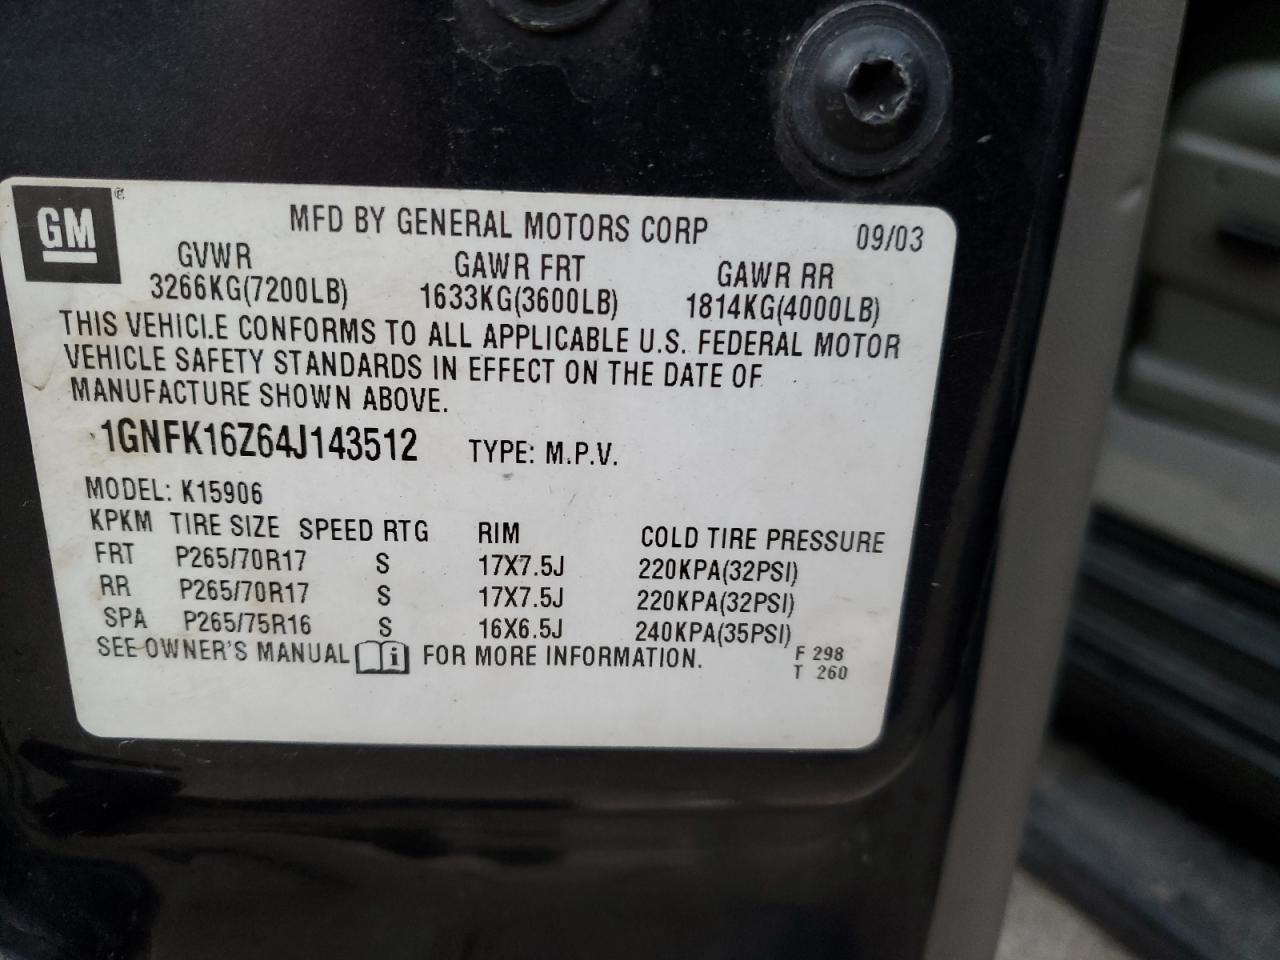 GM ®
MFD BY GENERAL MOTORS CORP 09/03
GVWR GAWR FRT GAWR RR
3266KG(7200LB) 1633KG(3600LB) 1814KG(4000LB)
THIS VEHICLE CONFORMS TO ALL APPLICABLE U.S. FEDERAL MOTOR
VEHICLE SAFETY STANDARDS IN EFFECT ON THE DATE OF
MANUFACTURE SHOWN ABOVE.
1GNFK16Z64J143512 TYPE: M.P.V.
MODEL: K15906
KPKM TIRE SIZE SPEED RTG RIM COLD TIRE PRESSURE
FRT P265/70R17 S 17X7.5J 220KPA(32PSI)
RR P265/70R17 S 17X7.5J 220KPA(32PSI)
SPA P265/75R16 S 16X6.5J 240KPA(35PSI)
SEE OWNER'S MANUAL i FOR MORE INFORMATION. F 298
T 260